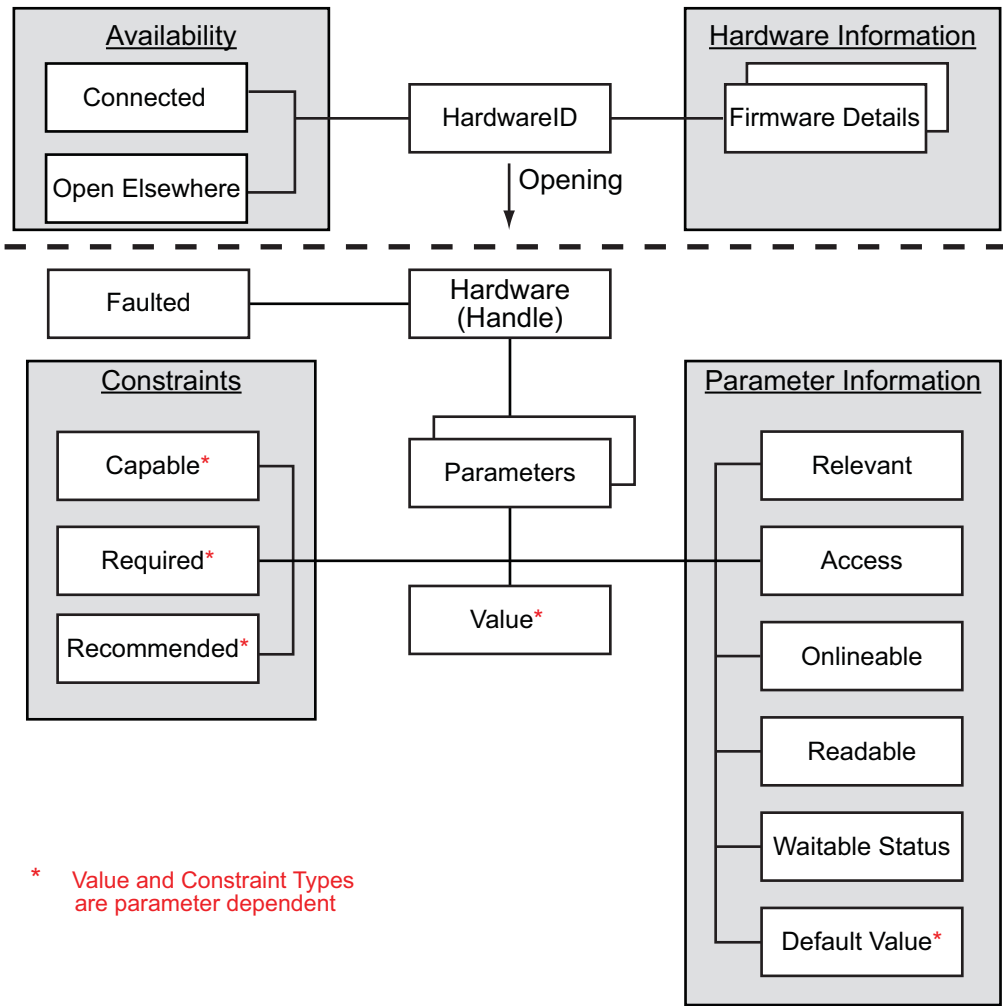 Availability
Connected
Open Elsewhere
HardwareID
Opening
Hardware Information
Firmware Details
Faulted
Hardware
(Handle)
Constraints
Capable*
Required*
Recommended*
Parameters
Value*
Parameter Information
Relevant
Access
Onlineable
Readable
Waitable Status
Default Value*
* Value and Constraint Types
are parameter dependent